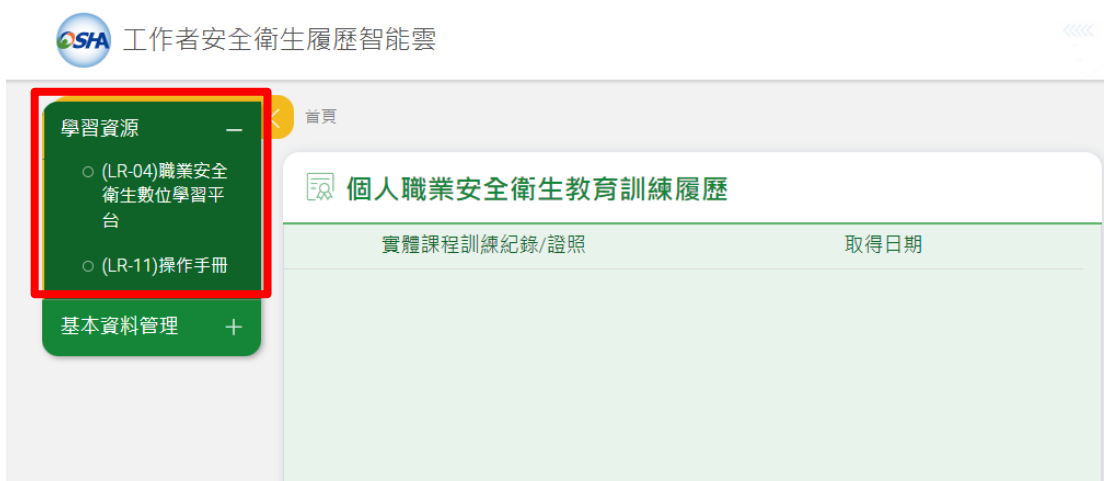 OSHA 工作者安全衛生履歷智能雲
學習資源
首頁
(LR-04)職業安全
衛生數位學習平
台
(LR-11)操作手冊
基本資料管理
個人職業安全衛生教育訓練履歷
實體課程訓練紀錄/證照 取得日期